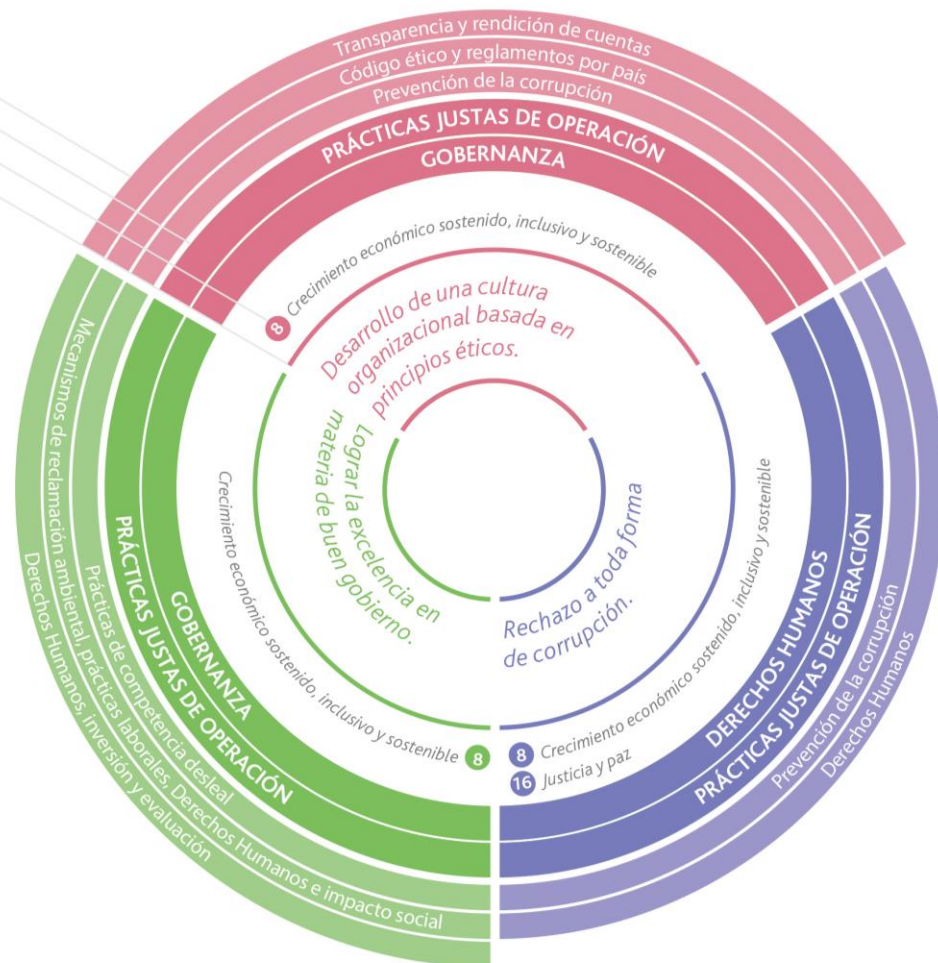 Transparencia y rendición de cuentas
Código ético y reglamentos por país
Prevención de la corrupción
PRÁCTICAS JUSTAS DE OPERACIÓN
GOBERNANZA
8 Crecimiento económico sostenido, inclusivo y sostenible
Desarrollo de una cultura
organizacional basada en
principios éticos.
Rechazo a toda forma
de corrupción.
8 Crecimiento económico sostenido, inclusivo y sostenible
16 Justicia y paz
DERECHOS HUMANOS
PRÁCTICAS JUSTAS DE OPERACIÓN
Prevención de la corrupción
Derechos Humanos
Lograr la excelencia en
materia de buen gobierno.
Crecimiento económico sostenido, inclusivo y sostenible 8
GOBERNANZA
PRÁCTICAS JUSTAS DE OPERACIÓN
Prácticas de competencia desleal
Mecanismos de reclamación ambiental, prácticas laborales, Derechos Humanos e impacto social
Derechos Humanos, inversión y evaluación